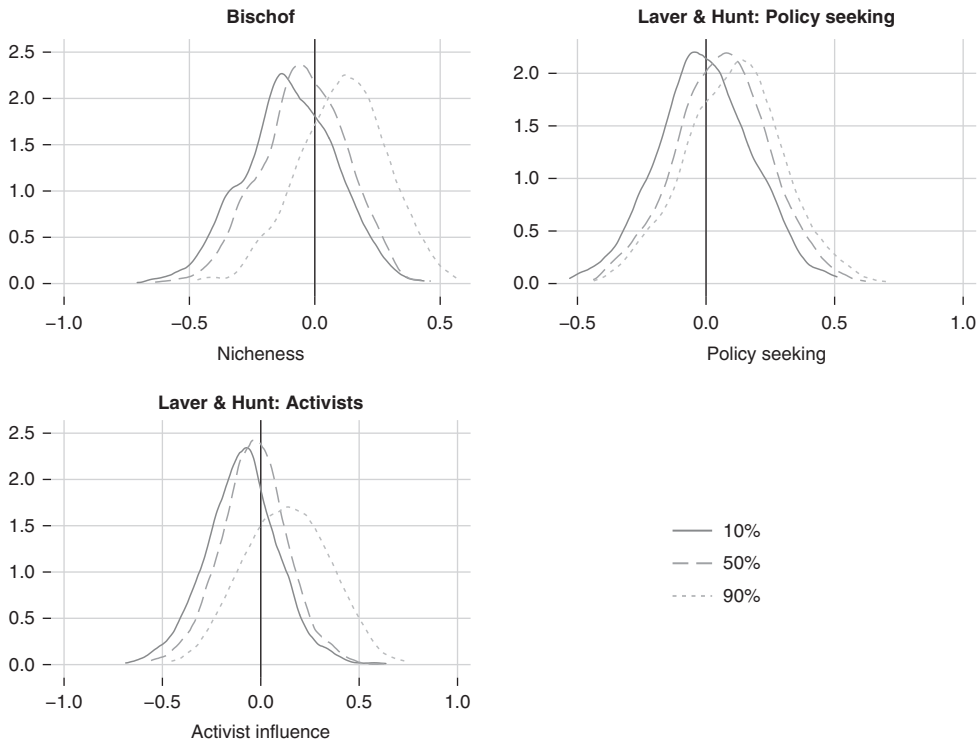 Bischof
2.5
2.0
1.5
1.0
0.5
0.0
−1.0 −0.5 0.0 0.5
Nicheness
Laver & Hunt: Policy seeking
2.0
1.5
1.0
0.5
0.0
−0.5 0.0 0.5 1.0
Policy seeking
Laver & Hunt: Activists
2.5
2.0
1.5
1.0
0.5
0.0
−1.0 −0.5 0.0 0.5 1.0
Activist influence
10%
50%
90%